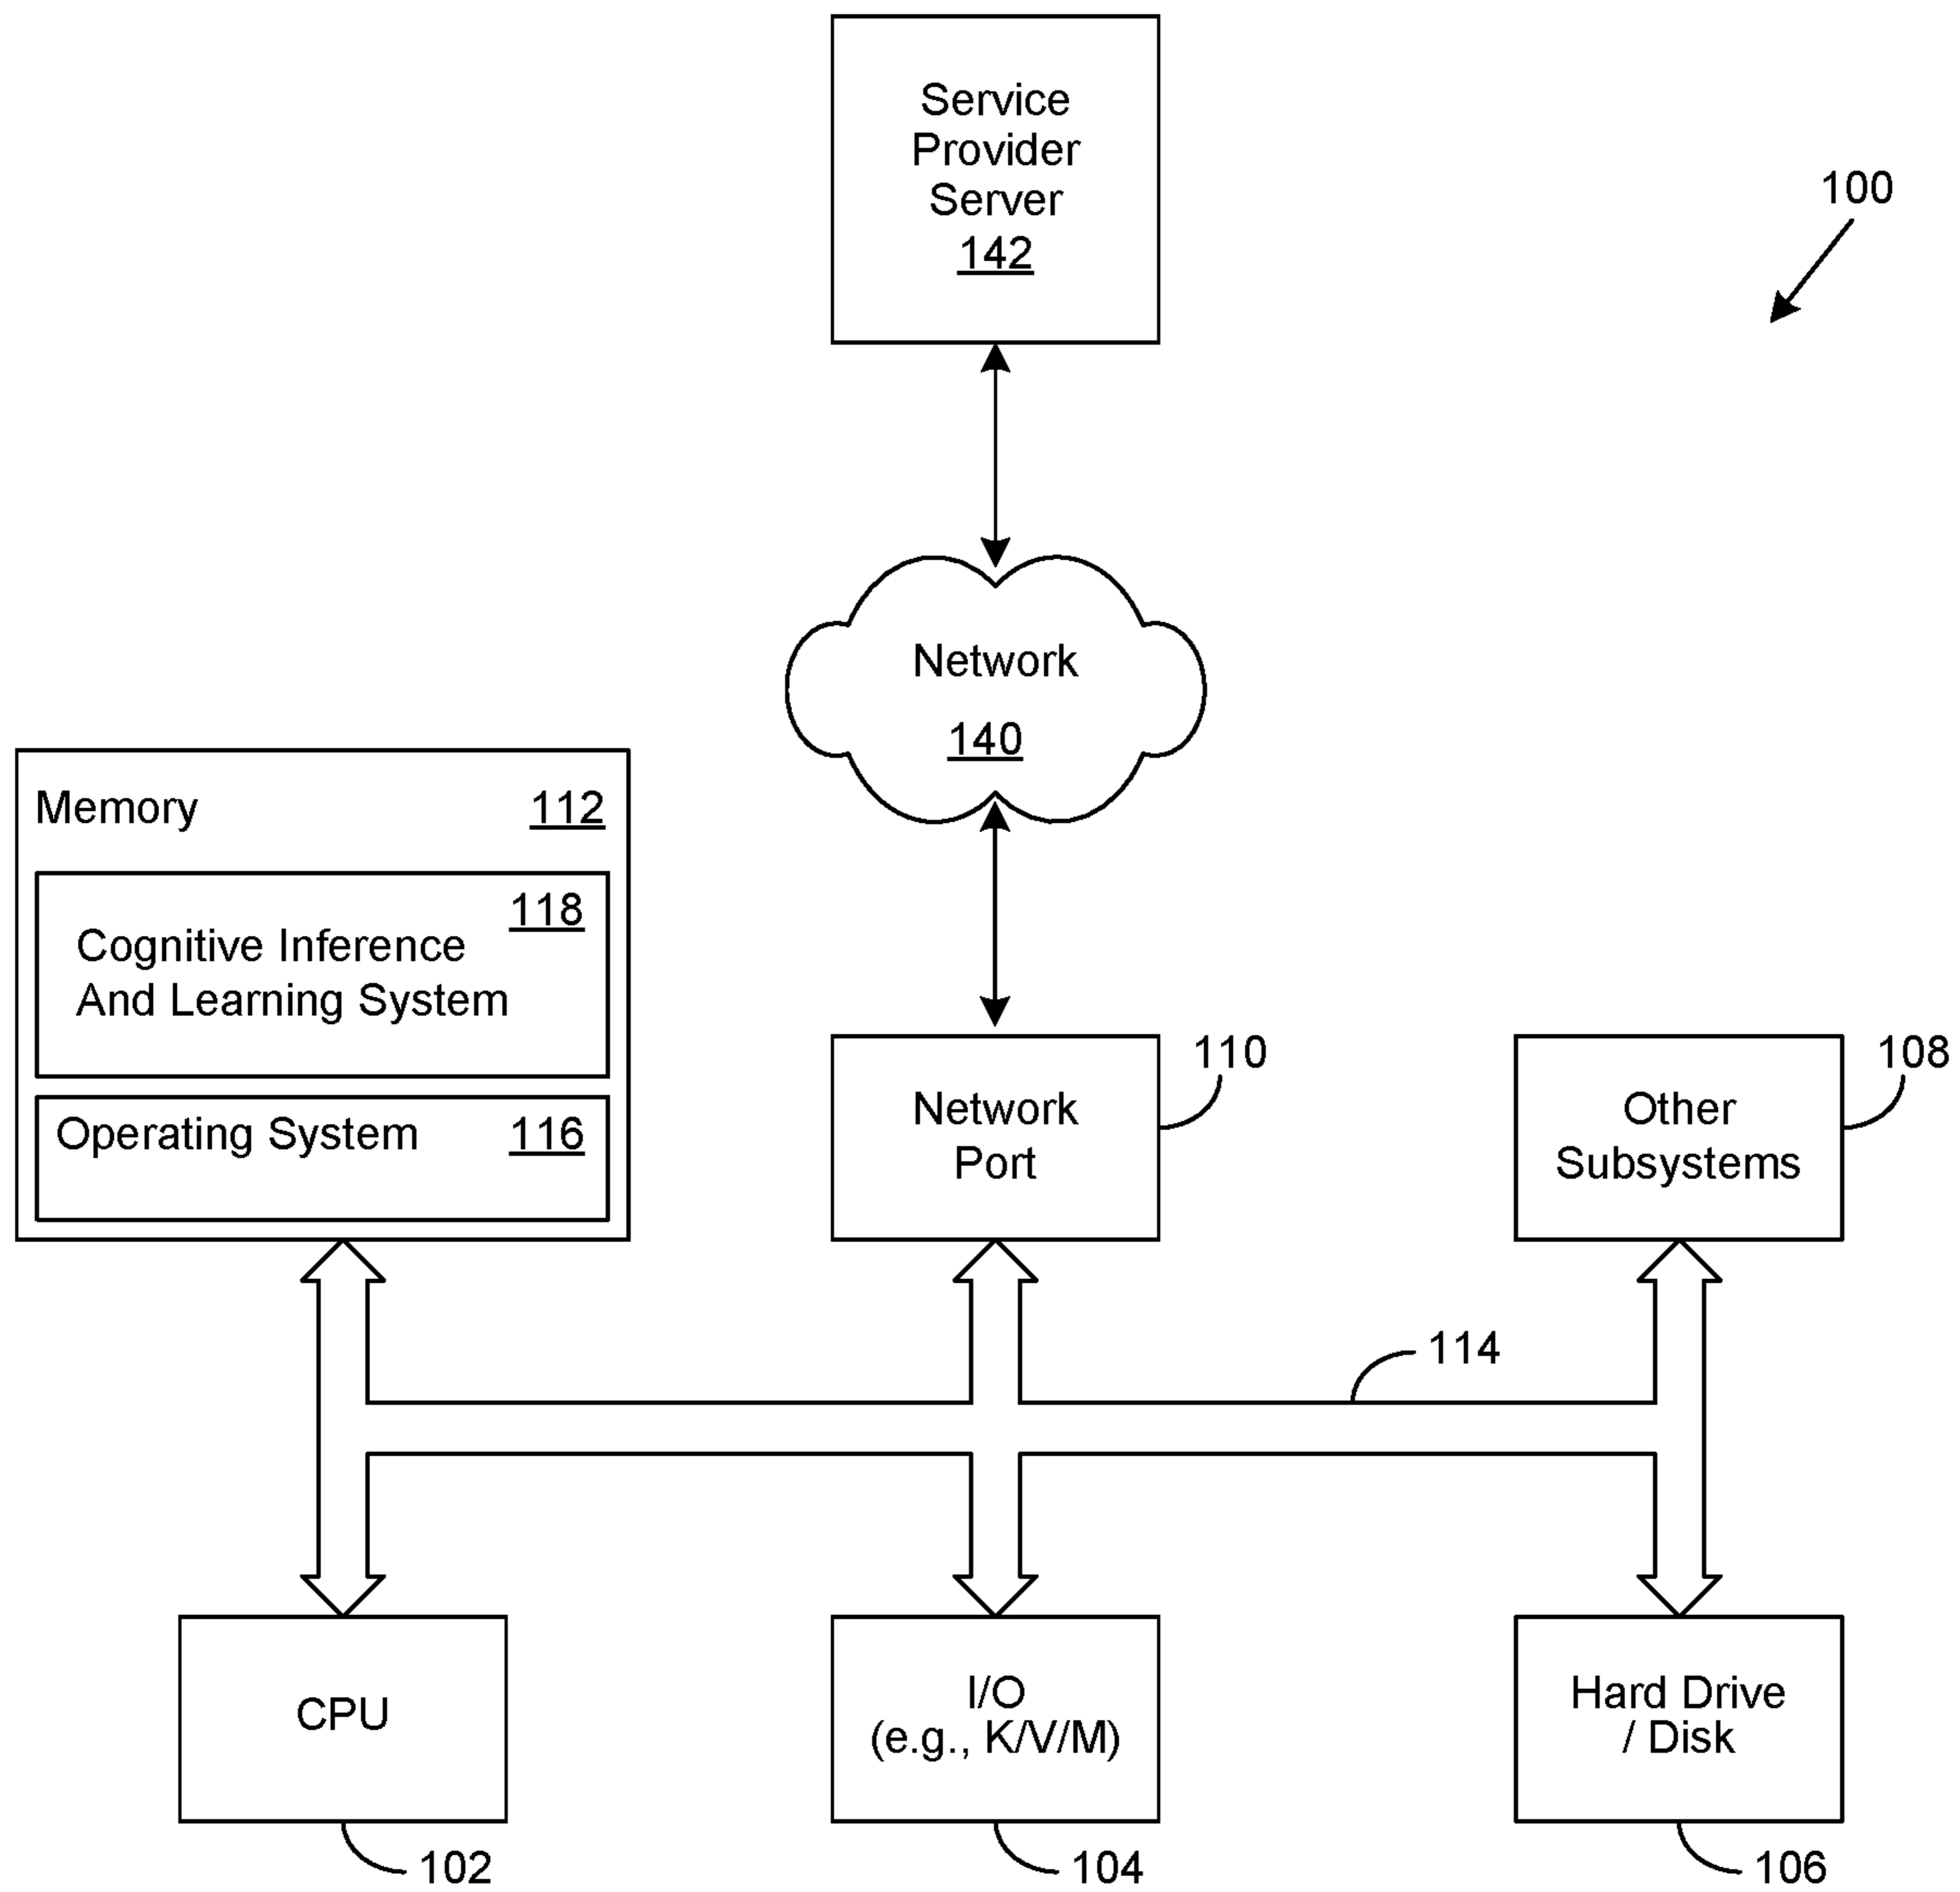 Service
Provider
Server
142
100
Network
140
Memory 112
118
Cognitive Inference
And Learning System
Operating System 116
Network
Port
110
Other
Subsystems
108
114
CPU
102
I/O
(e.g., K/V/M)
104
Hard Drive
/ Disk
106